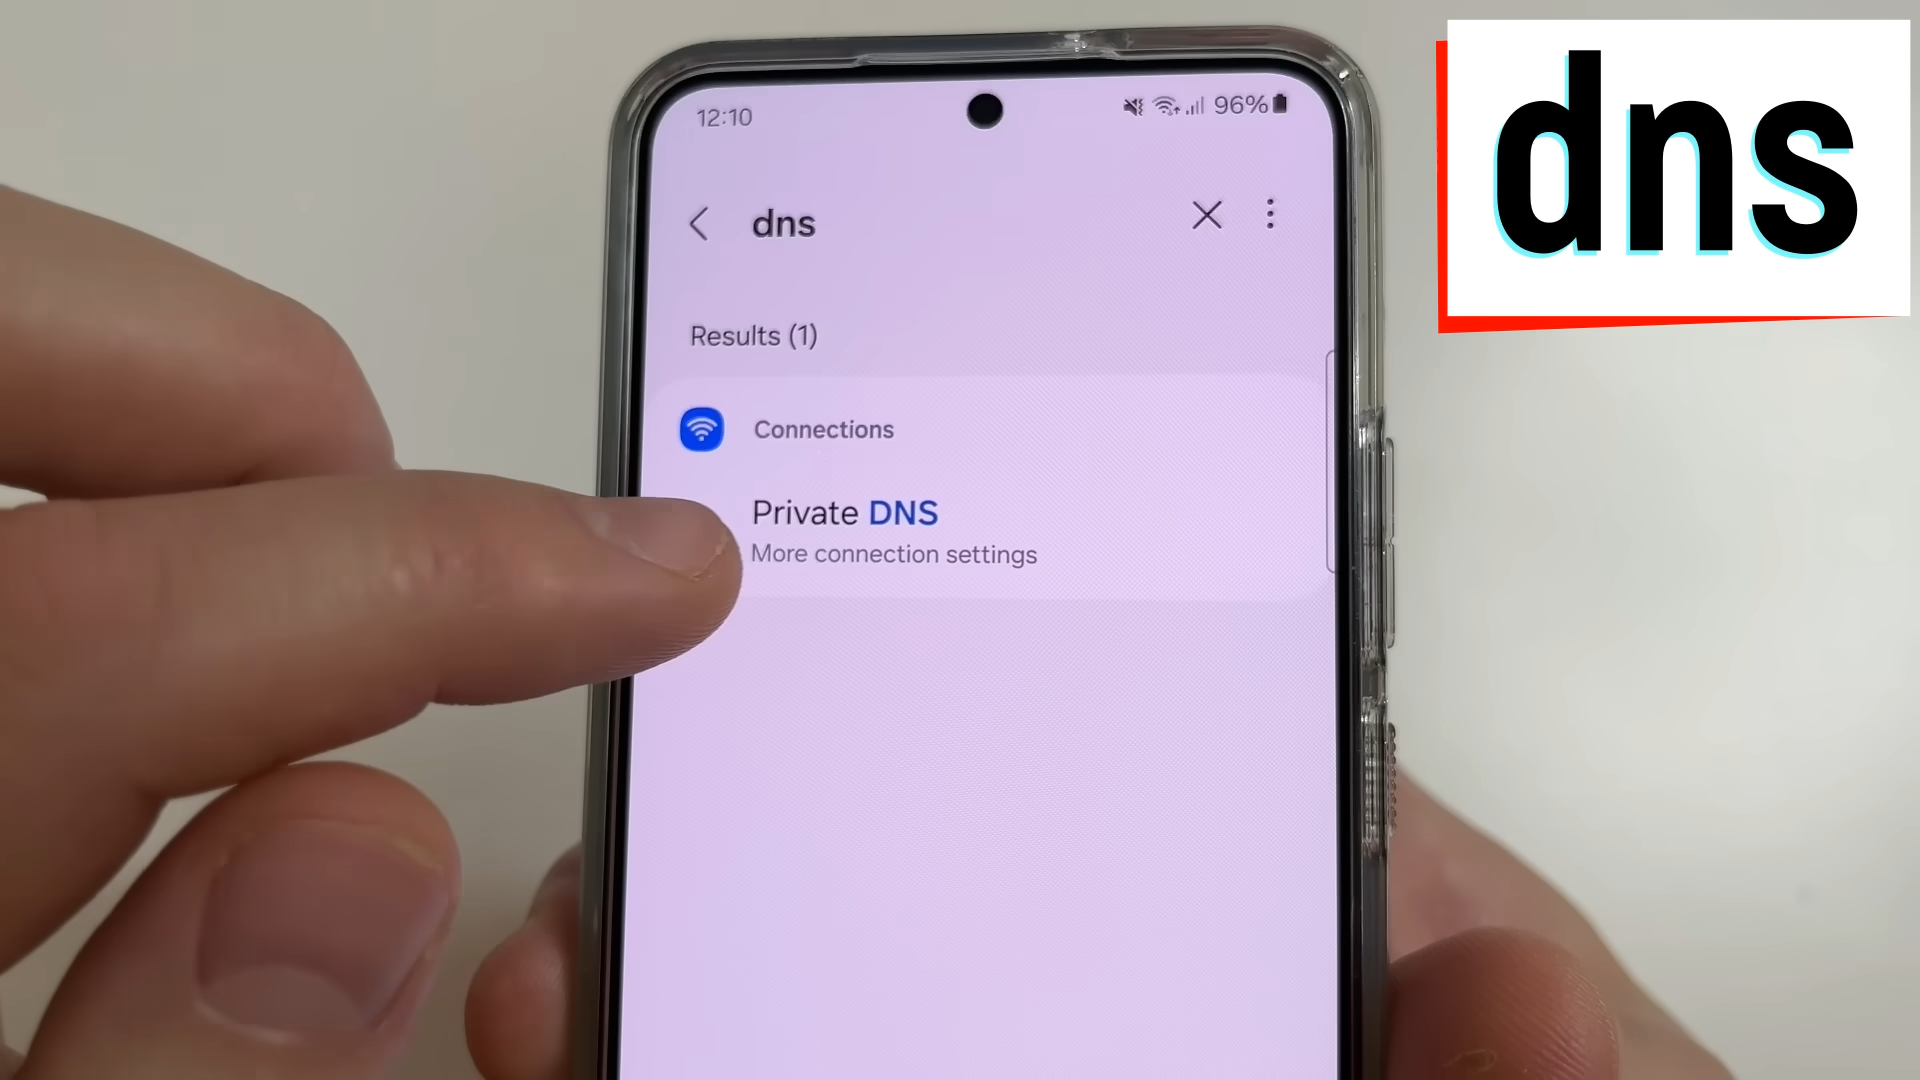 12:10
96%
dns
Results (1)
Connections
Private DNS
More connection settings
dns